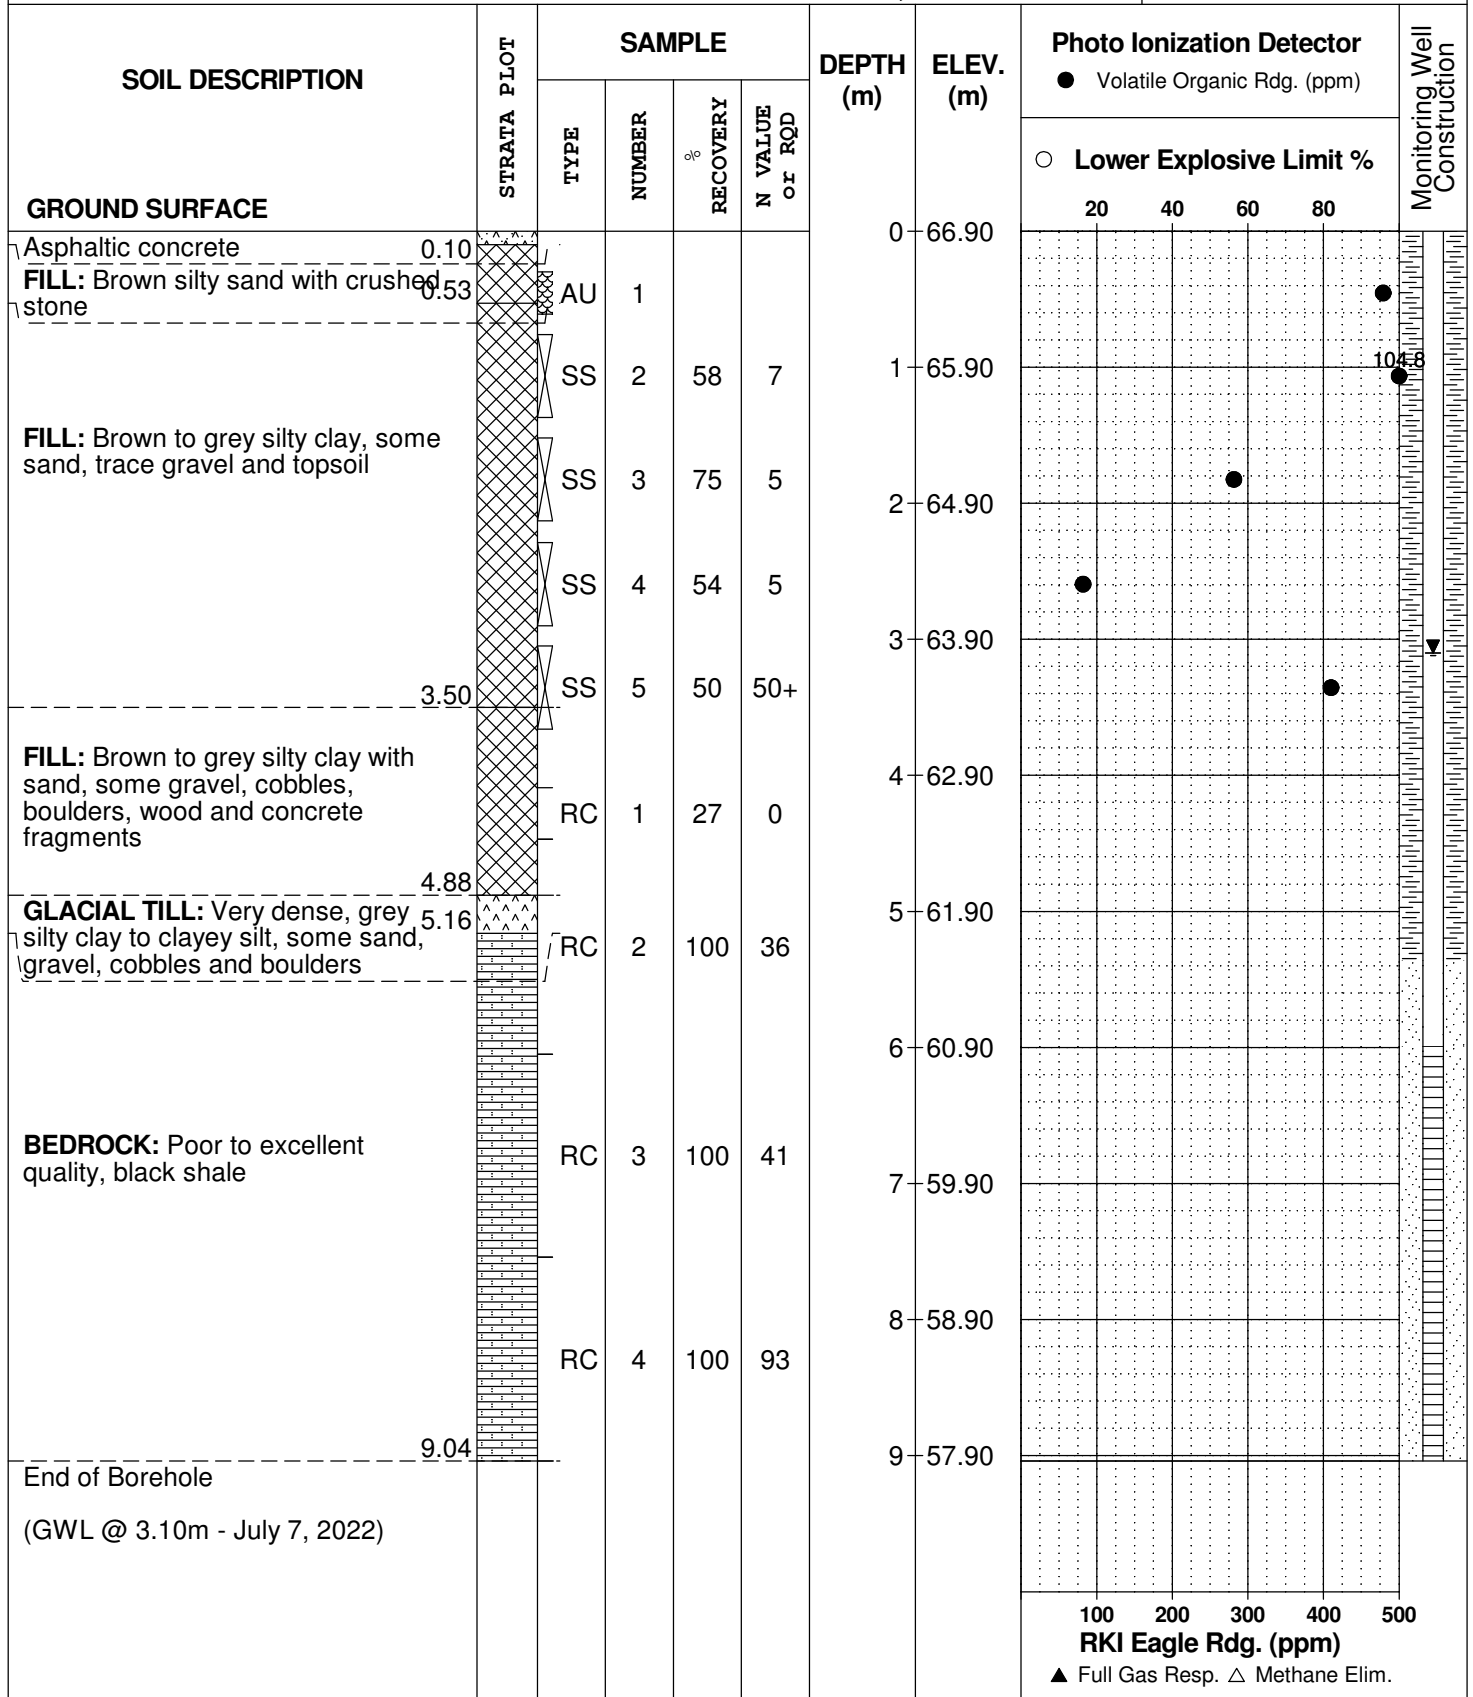 SOIL DESCRIPTION
GROUND SURFACE
STRATA PLOT
SAMPLE
TYPE
NUMBER
%
RECOVERY
N VALUE
or RQD
DEPTH
(m)
ELEV.
(m)
Photo Ionization Detector
● Volatile Organic Rdg. (ppm)
○ Lower Explosive Limit %
20 40 60 80
Monitoring Well
Construction
0 66.90
Asphaltic concrete 0.10
FILL: Brown silty sand with crushed
0.53
stone
AU 1
1 65.90
104.8
SS 2 58 7
FILL: Brown to grey silty clay, some
sand, trace gravel and topsoil
SS 3 75 5
2 64.90
SS 4 54 5
3 63.90
SS 5 50 50+
3.50
FILL: Brown to grey silty clay with
sand, some gravel, cobbles,
boulders, wood and concrete
fragments
4 62.90
RC 1 27 0
4.88
GLACIAL TILL: Very dense, grey
5.16
silty clay to clayey silt, some sand,
gravel, cobbles and boulders
5 61.90
RC 2 100 36
6 60.90
BEDROCK: Poor to excellent
quality, black shale
RC 3 100 41
7 59.90
8 58.90
RC 4 100 93
9.04
9 57.90
End of Borehole
(GWL @ 3.10m - July 7, 2022)
100 200 300 400 500
RKI Eagle Rdg. (ppm)
▲ Full Gas Resp. △ Methane Elim.